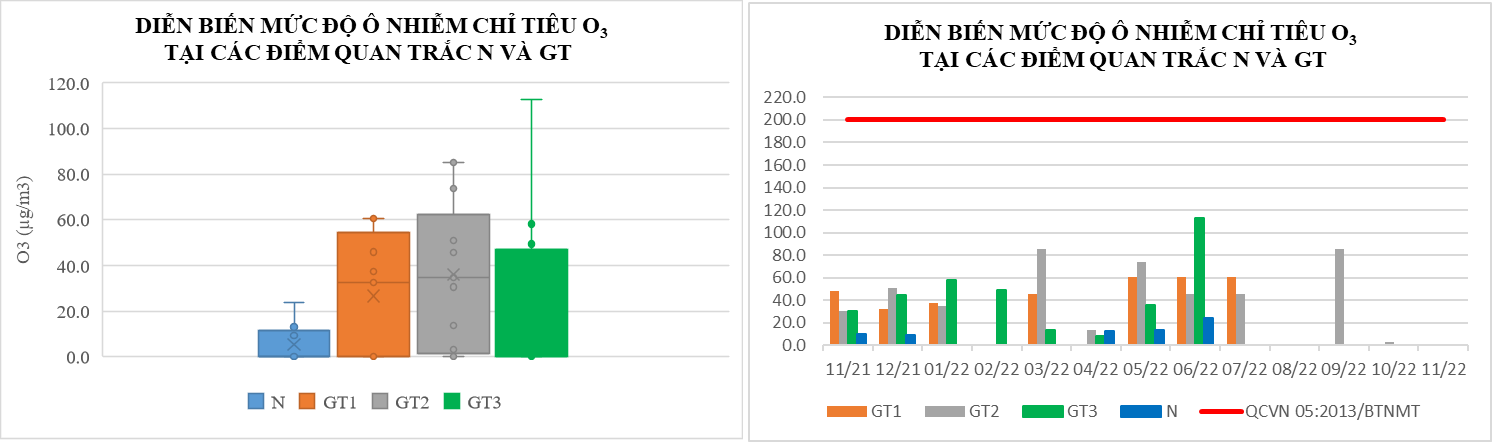 DIỄN BIẾN MỨC ĐỘ Ô NHIỄM CHỈ TIÊU O₃
TẠI CÁC ĐIỂM QUAN TRẮC N VÀ GT
120.0
100.0
80.0
60.0
40.0
20.0
0.0
O3 (µg/m3)
N GT1 GT2 GT3
DIỄN BIẾN MỨC ĐỘ Ô NHIỄM CHỈ TIÊU O₃
TẠI CÁC ĐIỂM QUAN TRẮC N VÀ GT
220.0
200.0
180.0
160.0
140.0
120.0
100.0
80.0
60.0
40.0
20.0
0.0
11/21 12/21 01/22 02/22 03/22 04/22 05/22 06/22 07/22 08/22 09/22 10/22 11/22
GT1 GT2 GT3 N QCVN 05:2013/BTNMT